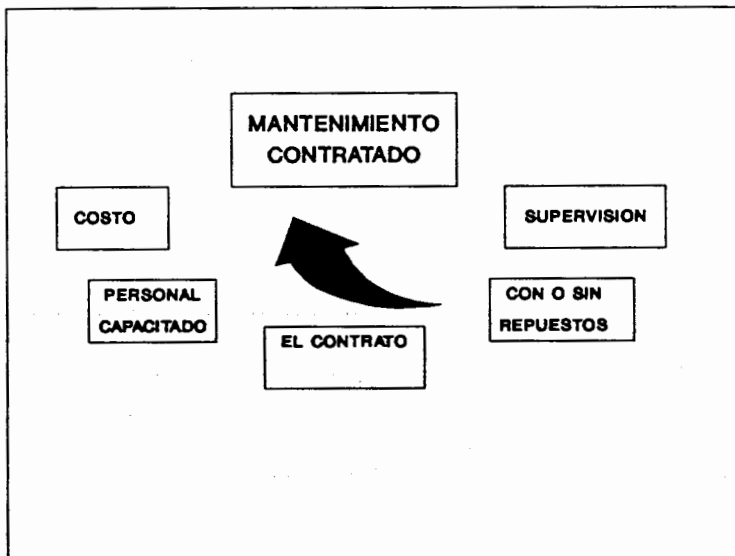 MANTENIMIENTO
CONTRATADO
COSTO
SUPERVISION
PERSONAL
CAPACITADO
CON O SIN
REPUESTOS
EL CONTRATO